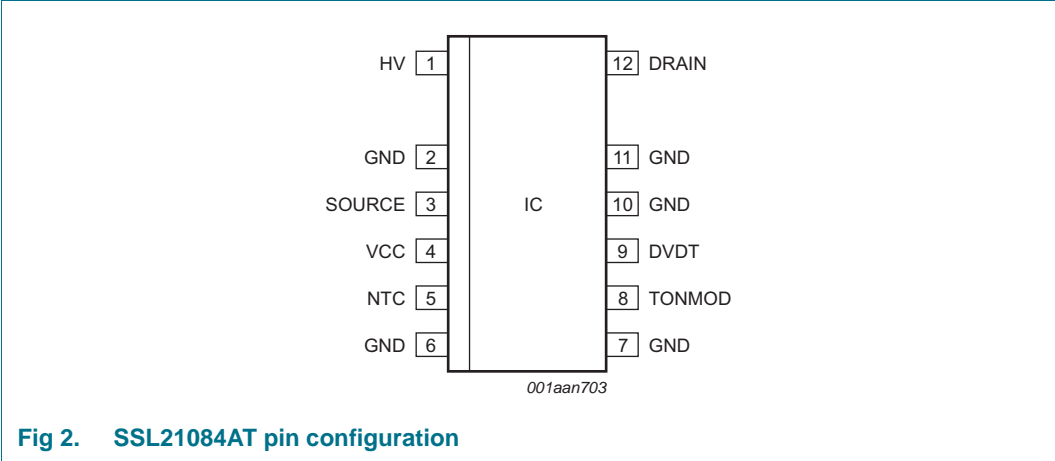 HV 1 12 DRAIN
GND 2 11 GND
SOURCE 3 IC 10 GND
VCC 4 9 DVDT
NTC 5 8 TONMOD
GND 6 7 GND
001aan703
Fig 2. SSL21084AT pin configuration